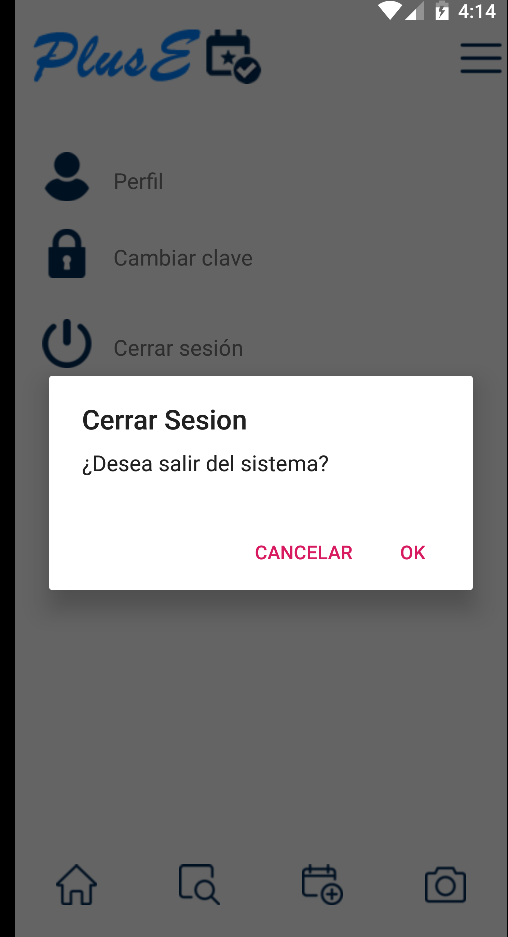 4:14
PlusE
Perfil
Cambiar clave
Cerrar sesión
Cerrar Sesion
¿Desea salir del sistema?
CANCELAR OK